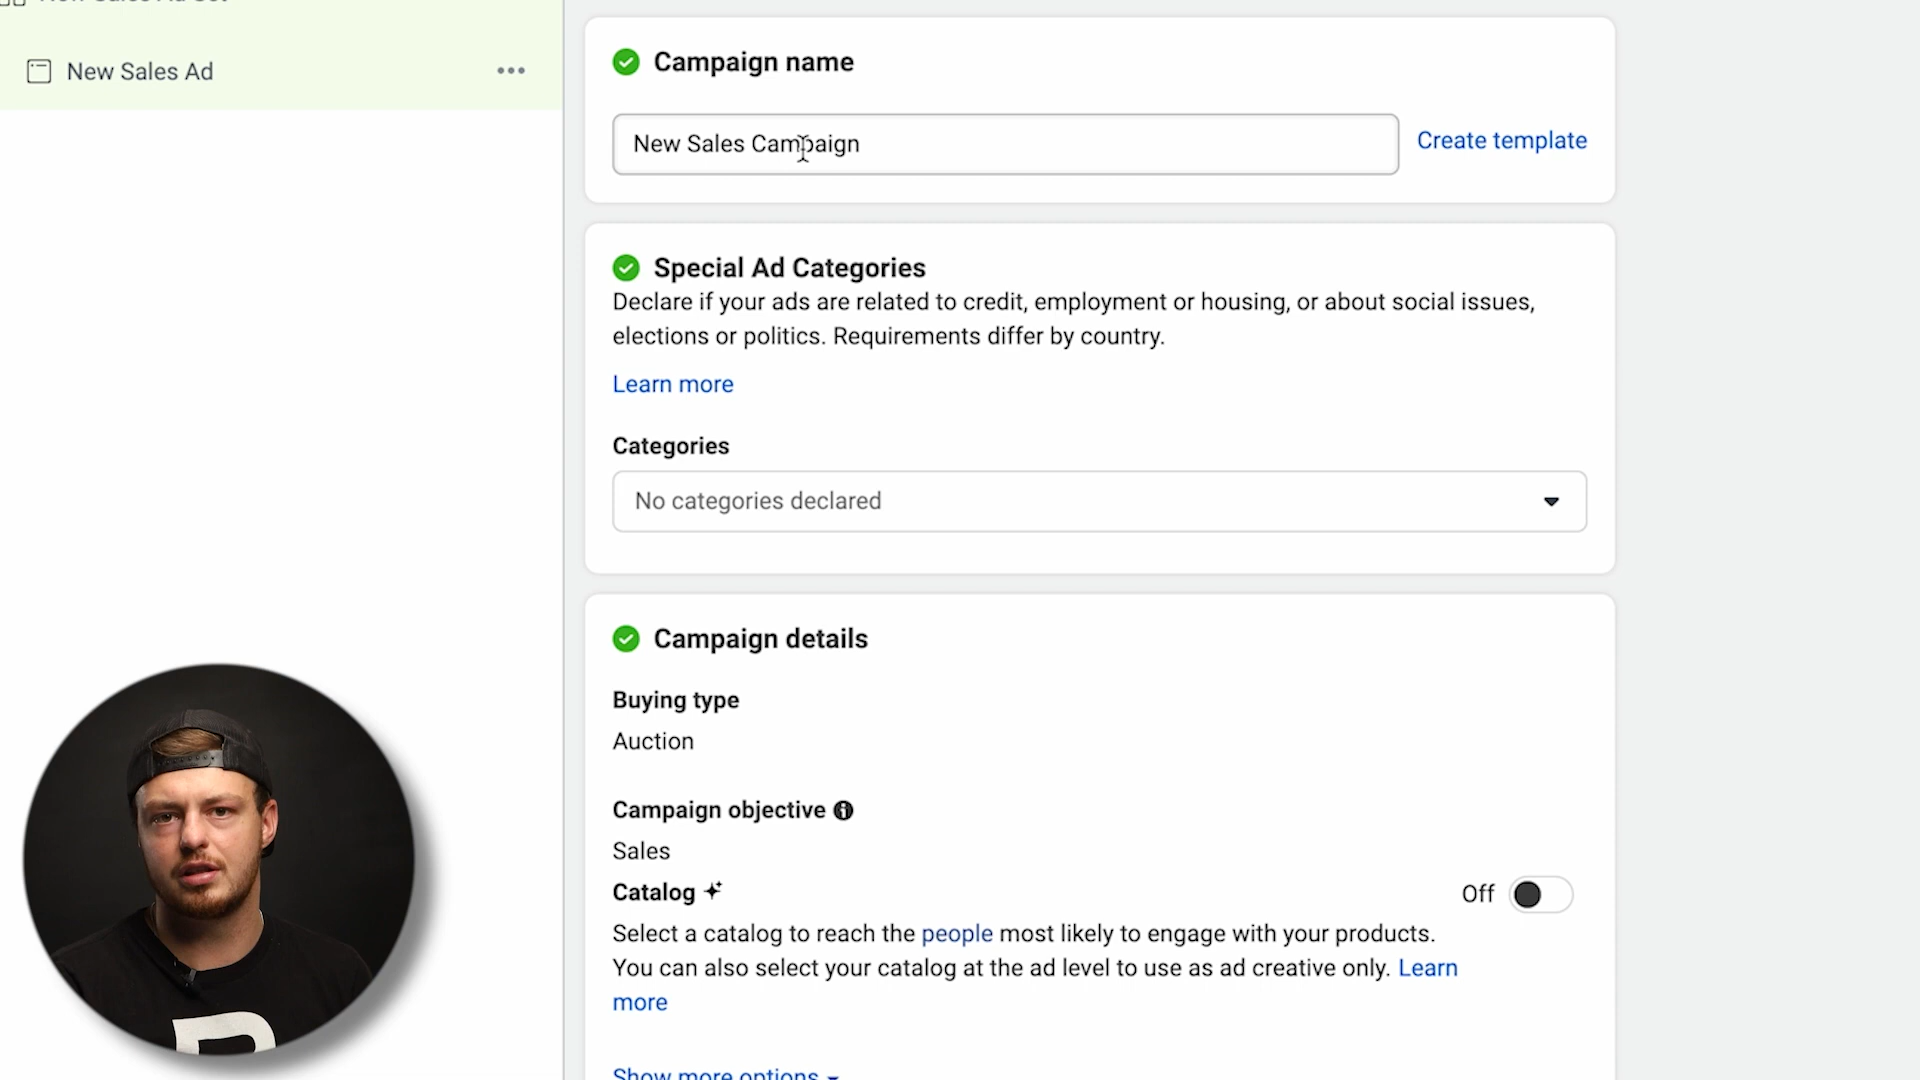 New Sales Ad Set
New Sales Ad
Campaign name
New Sales Campaign
Create template
Special Ad Categories
Declare if your ads are related to credit, employment or housing, or about social issues,
elections or politics. Requirements differ by country.
Learn more
Categories
No categories declared
Campaign details
Buying type
Auction
Campaign objective
Sales
Catalog
Off
Select a catalog to reach the people most likely to engage with your products.
You can also select your catalog at the ad level to use as ad creative only. Learn
more
Show more options